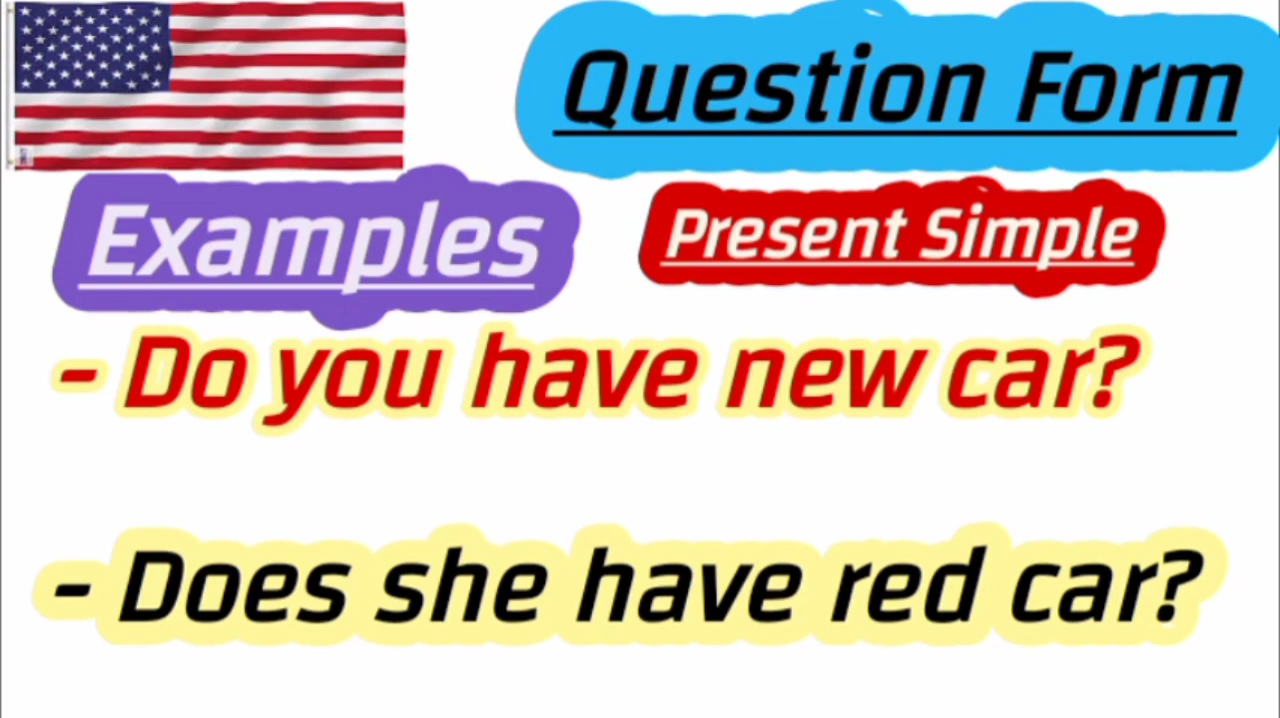 Question Form
Examples
Present Simple
- Do you have new car?
- Does she have red car?